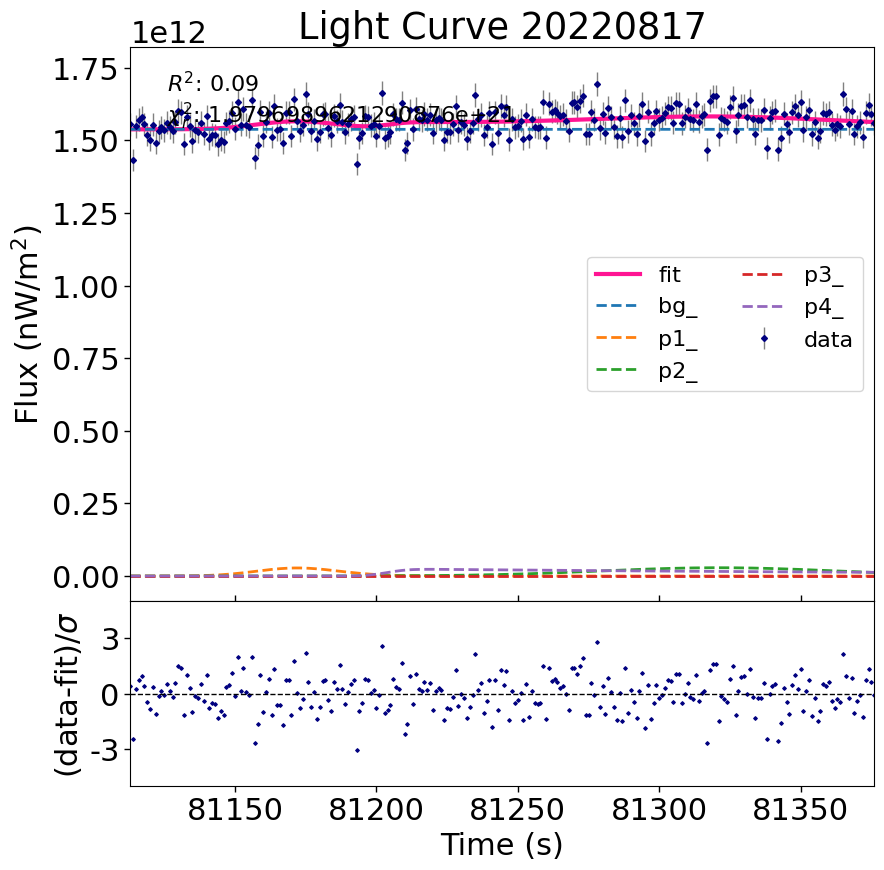 Light Curve 20220817
1e12
R²: 0.09
1.75
1.50
1.25
1.00
0.75
0.50
0.25
0.00
Flux (nW/m²)
fit
bg_
p1_
p2_
p3_
p4_
data
3
0
-3
(data-fit)/σ
81150 81200 81250 81300 81350
Time (s)